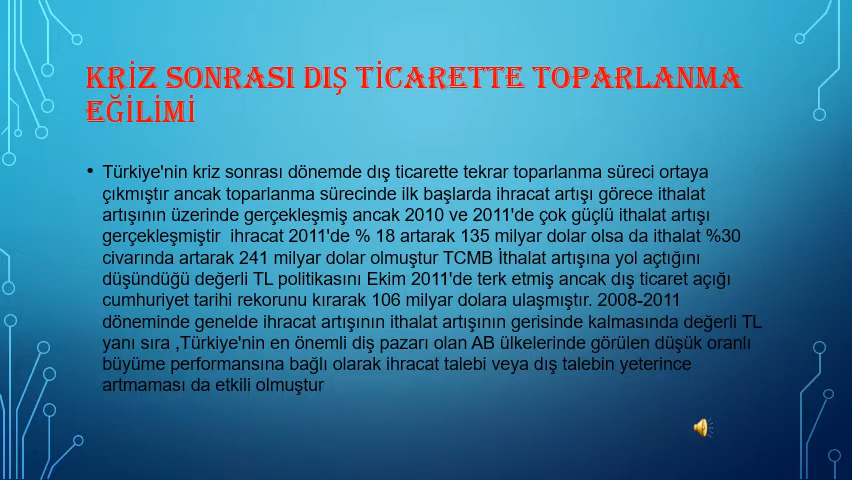 KRİZ SONRASI DIŞ TİCARETTE TOPARLANMA
EĞİLİMİ
• Türkiye'nin kriz sonrası dönemde dış ticarette tekrar toparlanma süreci ortaya
çıkmıştır ancak toparlanma sürecinde ilk başlarda ihracat artışı görece ithalat
artışının üzerinde gerçekleşmiş ancak 2010 ve 2011'de çok güçlü ithalat artışı
gerçekleşmiştir  ihracat 2011'de % 18 artarak 135 milyar dolar olsa da ithalat %30
civarında artarak 241 milyar dolar olmuştur TCMB İthalat artışına yol açtığını
düşündüğü değerli TL politikasını Ekim 2011'de terk etmiş ancak dış ticaret açığı
cumhuriyet tarihi rekorunu kırarak 106 milyar dolara ulaşmıştır. 2008-2011
döneminde genelde ihracat artışının ithalat artışının gerisinde kalmasında değerli TL
yanı sıra ,Türkiye'nin en önemli diş pazarı olan AB ülkelerinde görülen düşük oranlı
büyüme performansına bağlı olarak ihracat talebi veya dış talebin yeterince
artmaması da etkili olmuştur